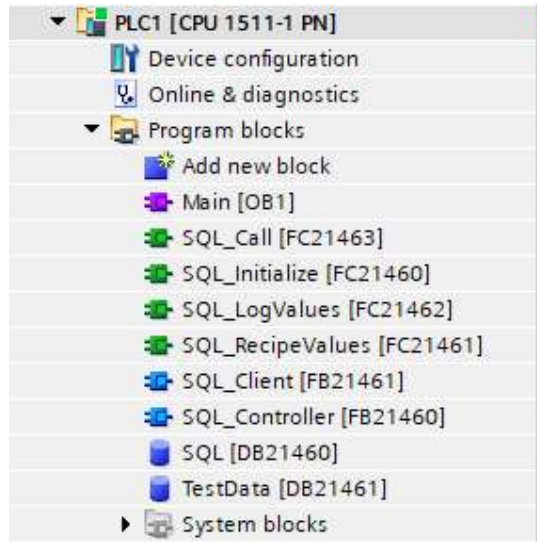 PLC1 [CPU 1511-1 PN]
Device configuration
Online & diagnostics
Program blocks
Add new block
Main [OB1]
SQL_Call [FC21463]
SQL_Initialize [FC21460]
SQL_LogValues [FC21462]
SQL_RecipeValues [FC21461]
SQL_Client [FB21461]
SQL_Controller [FB21460]
SQL [DB21460]
TestData [DB21461]
System blocks